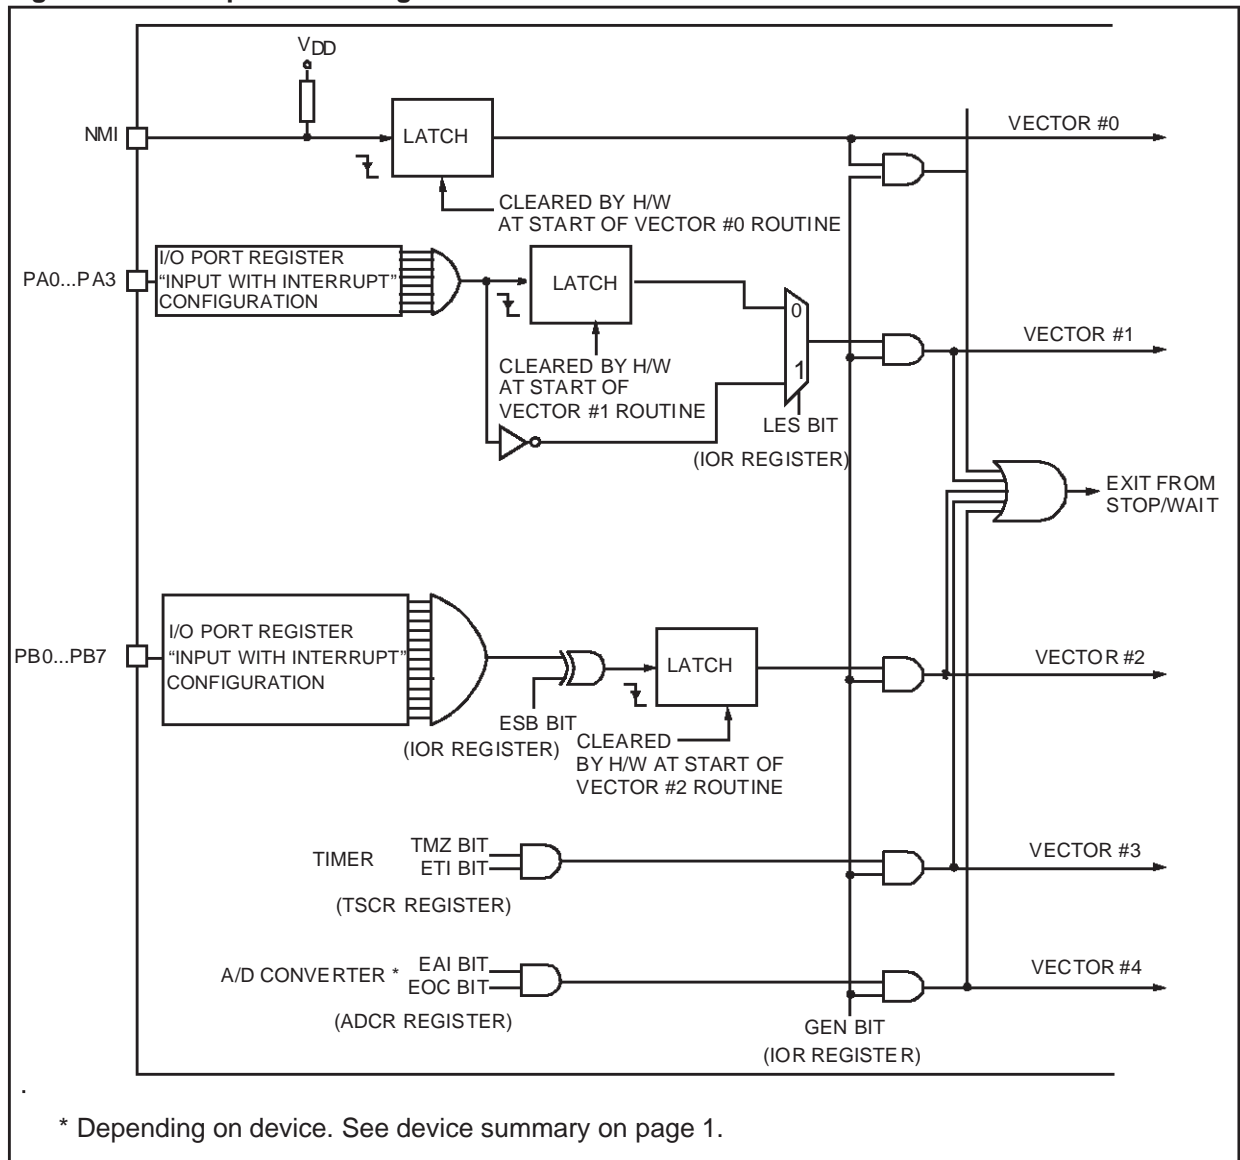 VDD
NMI
LATCH
VECTOR #0
CLEARED BY H/W
AT START OF VECTOR #0 ROUTINE
PA0...PA3
I/O PORT REGISTER
“INPUT WITH INTERRUPT”
CONFIGURATION
LATCH
0
1
VECTOR #1
CLEARED BY H/W
AT START OF
VECTOR #1 ROUTINE
LES BIT
(IOR REGISTER)
EXIT FROM
STOP/WAIT
PB0...PB7
I/O PORT REGISTER
“INPUT WITH INTERRUPT”
CONFIGURATION
LATCH
VECTOR #2
ESB BIT
(IOR REGISTER)
CLEARED
BY H/W AT START OF
VECTOR #2 ROUTINE
TIMER
TMZ BIT
ETI BIT
(TSCR REGISTER)
VECTOR #3
A/D CONVERTER *
EAI BIT
EOC BIT
(ADCR REGISTER)
VECTOR #4
GEN BIT
(IOR REGISTER)
.
* Depending on device. See device summary on page 1.